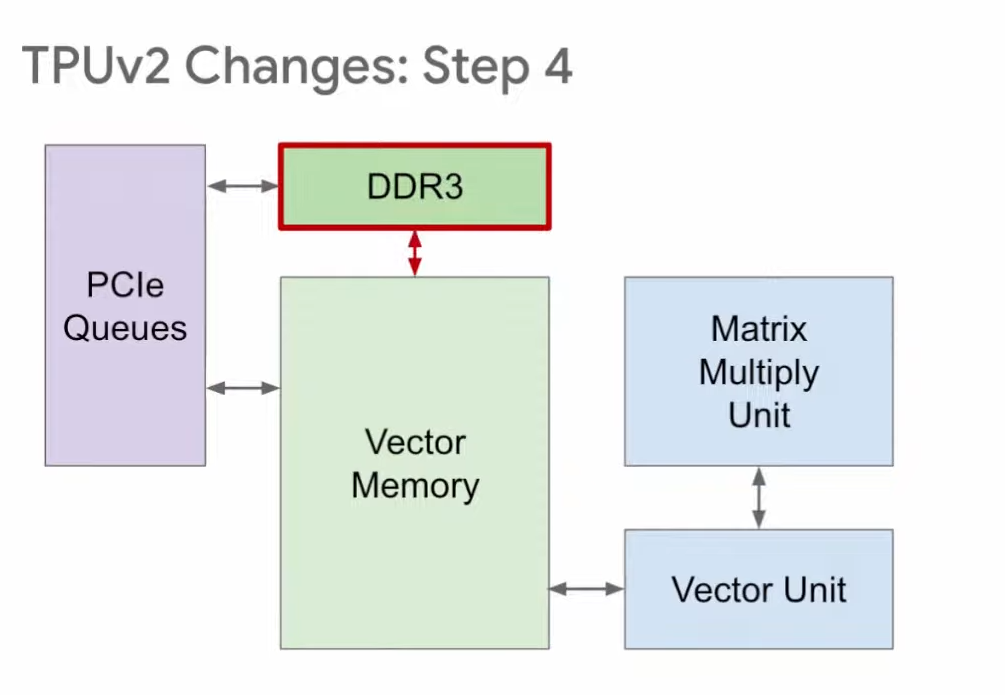 TPUv2 Changes: Step 4
DDR3
PCIe
Queues
Vector
Memory
Matrix
Multiply
Unit
Vector Unit